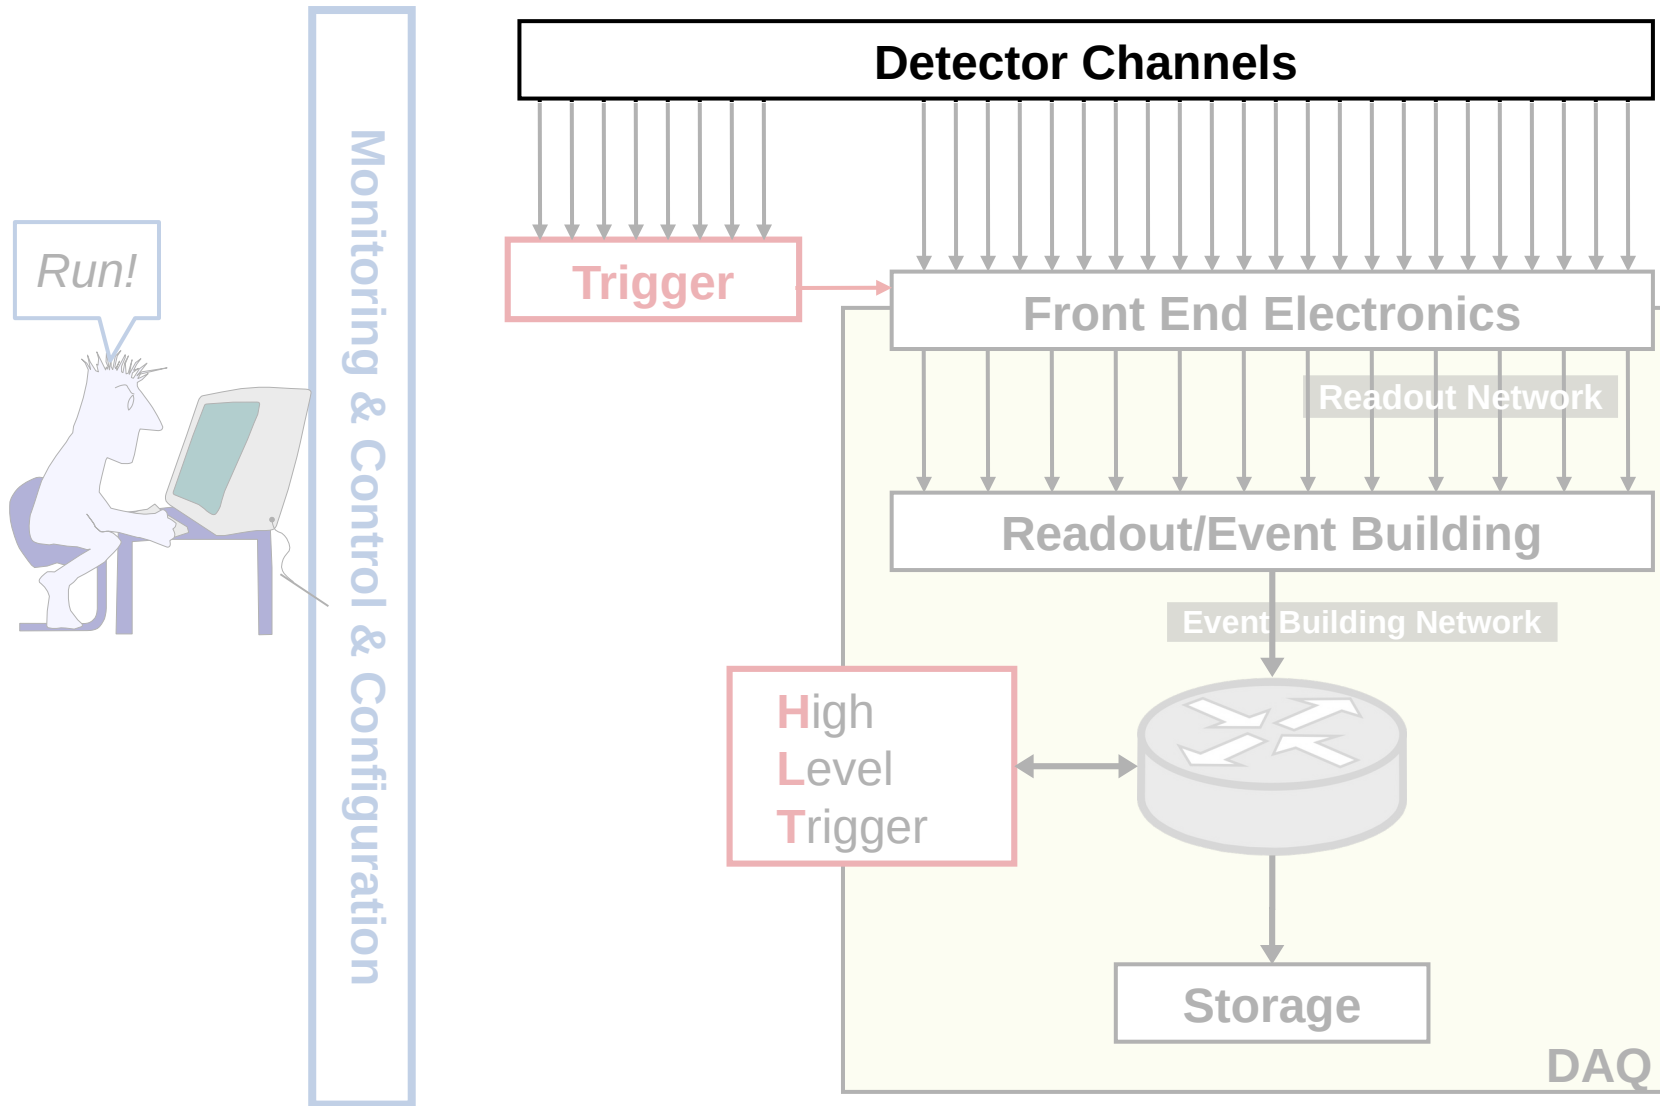 Detector Channels
Monitoring & Control & Configuration
Run!
Trigger
Front End Electronics
Readout Network
Readout/Event Building
Event Building Network
High
Level
Trigger
Storage
DAQ